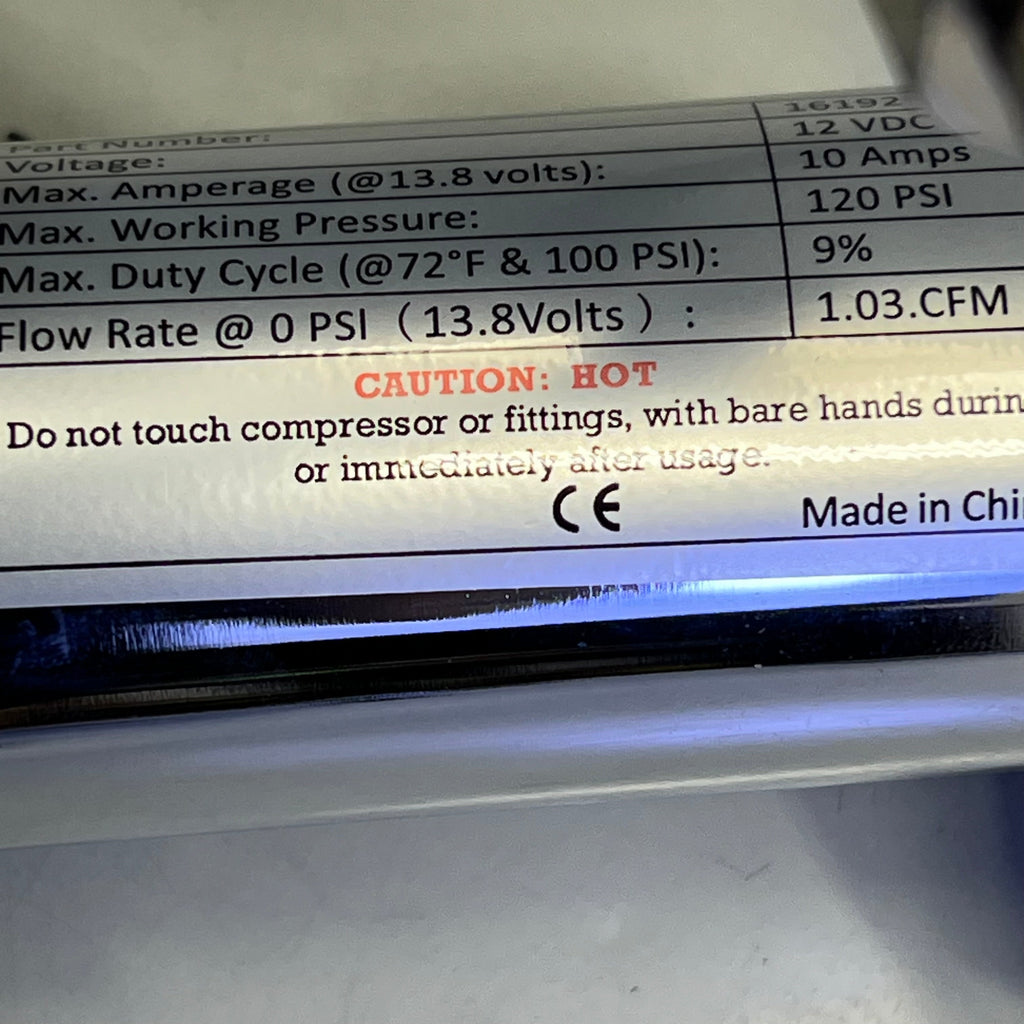 Part Number: 16192
Voltage: 12 VDC
Max. Amperage (@13.8 volts): 10 Amps
Max. Working Pressure: 120 PSI
Max. Duty Cycle (@72°F & 100 PSI): 9%
Flow Rate @ 0 PSI（13.8Volts）: 1.03.CFM
CAUTION: HOT
Do not touch compressor or fittings, with bare hands durin
or immediately after usage.
CE Made in Chi